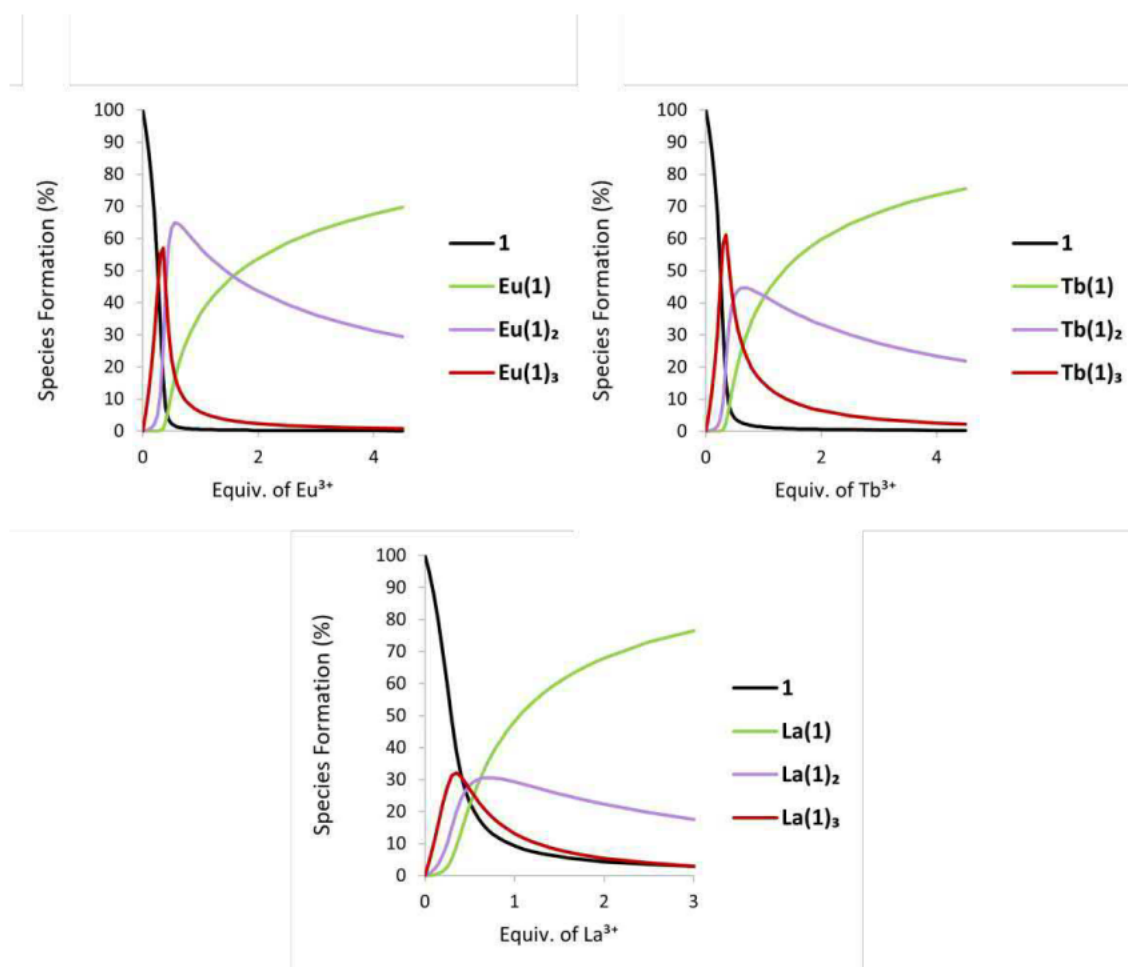 100
90
80
70
60
50
40
30
20
10
0
Species Formation (%)
0 2 4
Equiv. of Eu³⁺
1
Eu(1)
Eu(1)₂
Eu(1)₃
100
90
80
70
60
50
40
30
20
10
0
Species Formation (%)
0 2 4
Equiv. of Tb³⁺
1
Tb(1)
Tb(1)₂
Tb(1)₃
100
90
80
70
60
50
40
30
20
10
0
Species Formation (%)
0 1 2 3
Equiv. of La³⁺
1
La(1)
La(1)₂
La(1)₃